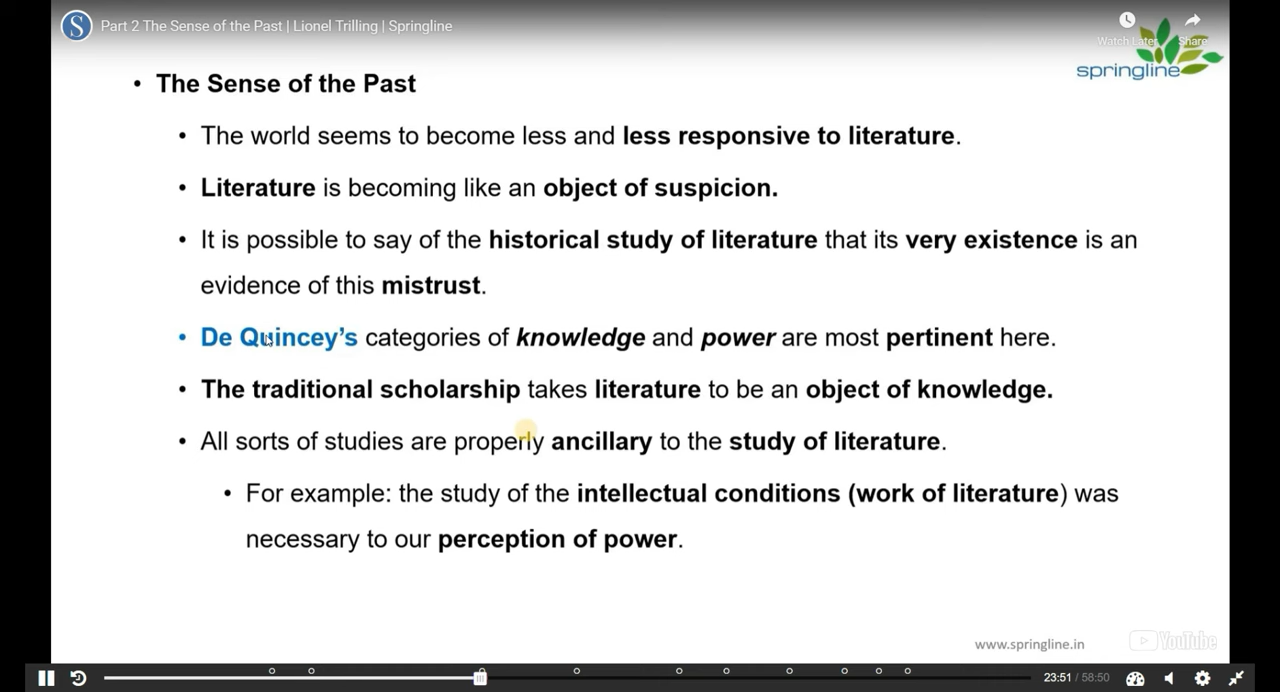 S Part 2 The Sense of the Past | Lionel Trilling | Springline
Watch Later Share
springline
• The Sense of the Past
• The world seems to become less and less responsive to literature.
• Literature is becoming like an object of suspicion.
• It is possible to say of the historical study of literature that its very existence is an
evidence of this mistrust.
• De Quincey’s categories of knowledge and power are most pertinent here.
• The traditional scholarship takes literature to be an object of knowledge.
• All sorts of studies are properly ancillary to the study of literature.
• For example: the study of the intellectual conditions (work of literature) was
necessary to our perception of power.
www.springline.in YouTube
23:51 / 58:50